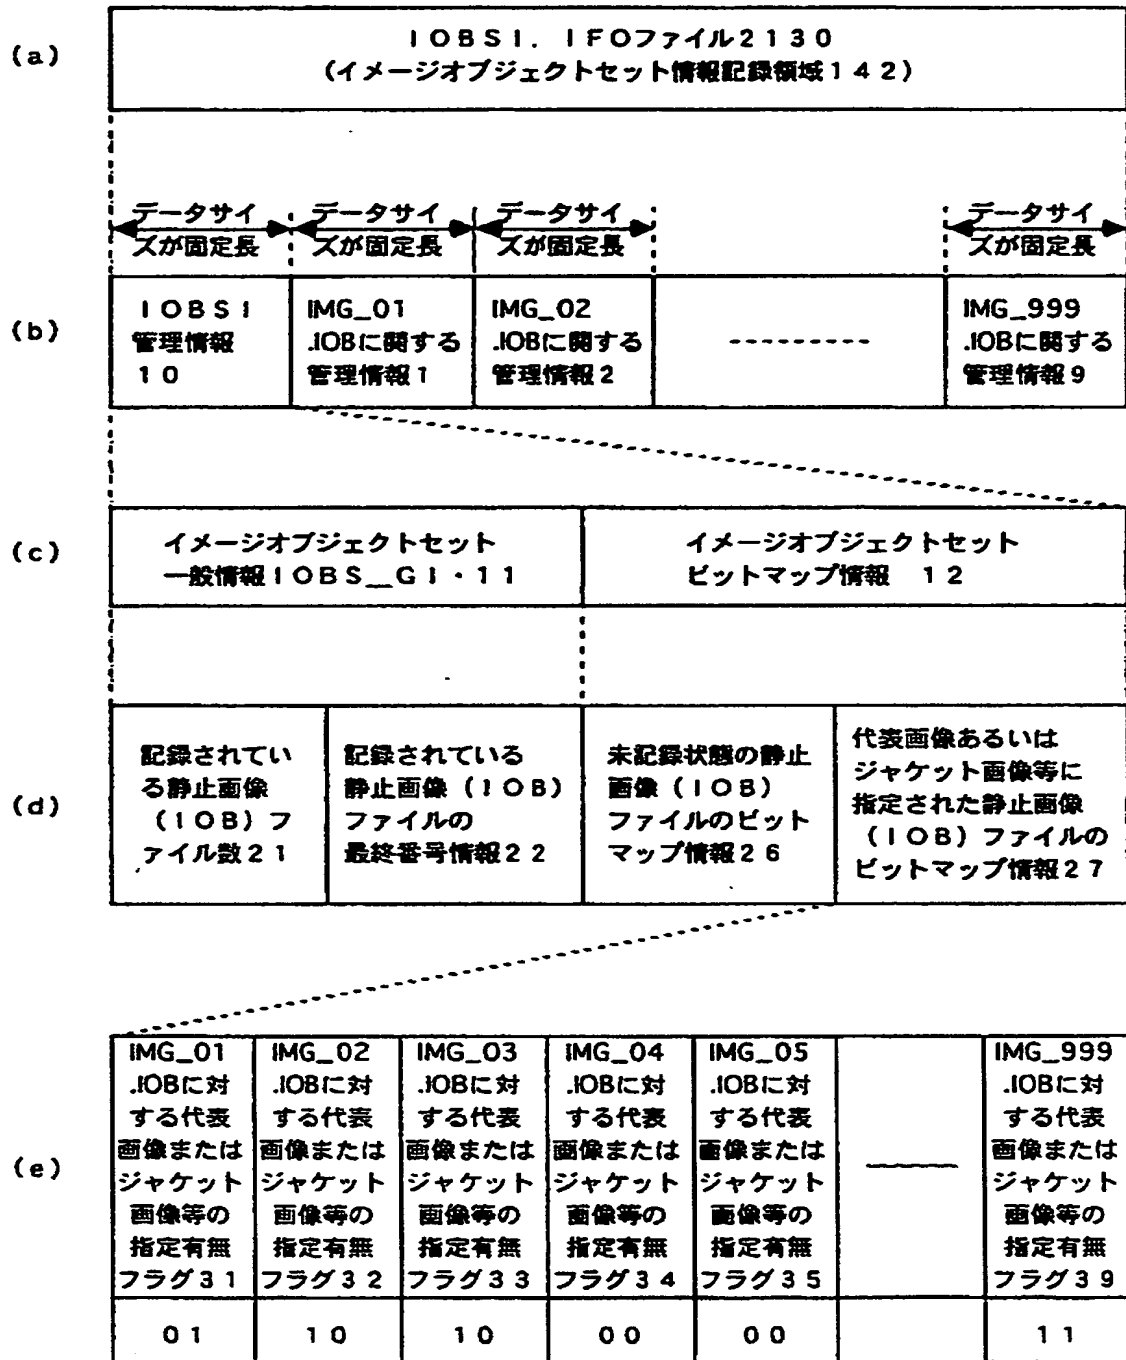 (a)
IOBSI. IFOファイル2130
(イメージオブジェクトセット情報記録領域142)
データサイ
ズが固定長
データサイ
ズが固定長
データサイ
ズが固定長
データサイ
ズが固定長
(b)
IOBSI
管理情報
10
IMG_01
.IOBに関する
管理情報1
IMG_02
.IOBに関する
管理情報2
IMG_999
.IOBに関する
管理情報9
(c)
イメージオブジェクトセット
一般情報IOBS__GI・11
イメージオブジェクトセット
ビットマップ情報 12
(d)
記録されてい
る静止画像
(IOB)フ
ァイル数21
記録されている
静止画像(IOB)
ファイルの
最終番号情報22
未記録状態の静止
画像(IOB)
ファイルのビット
マップ情報26
代表画像あるいは
ジャケット画像等に
指定された静止画像
(IOB)ファイルの
ビットマップ情報27
(e)
IMG_01
.IOBに対
する代表
画像または
ジャケット
画像等の
指定有無
フラグ31
IMG_02
.IOBに対
する代表
画像または
ジャケット
画像等の
指定有無
フラグ32
IMG_03
.IOBに対
する代表
画像または
ジャケット
画像等の
指定有無
フラグ33
IMG_04
.IOBに対
する代表
画像または
ジャケット
画像等の
指定有無
フラグ34
IMG_05
.IOBに対
する代表
画像または
ジャケット
画像等の
指定有無
フラグ35
IMG_999
.IOBに対
する代表
画像または
ジャケット
画像等の
指定有無
フラグ39
01
10
10
00
00
11